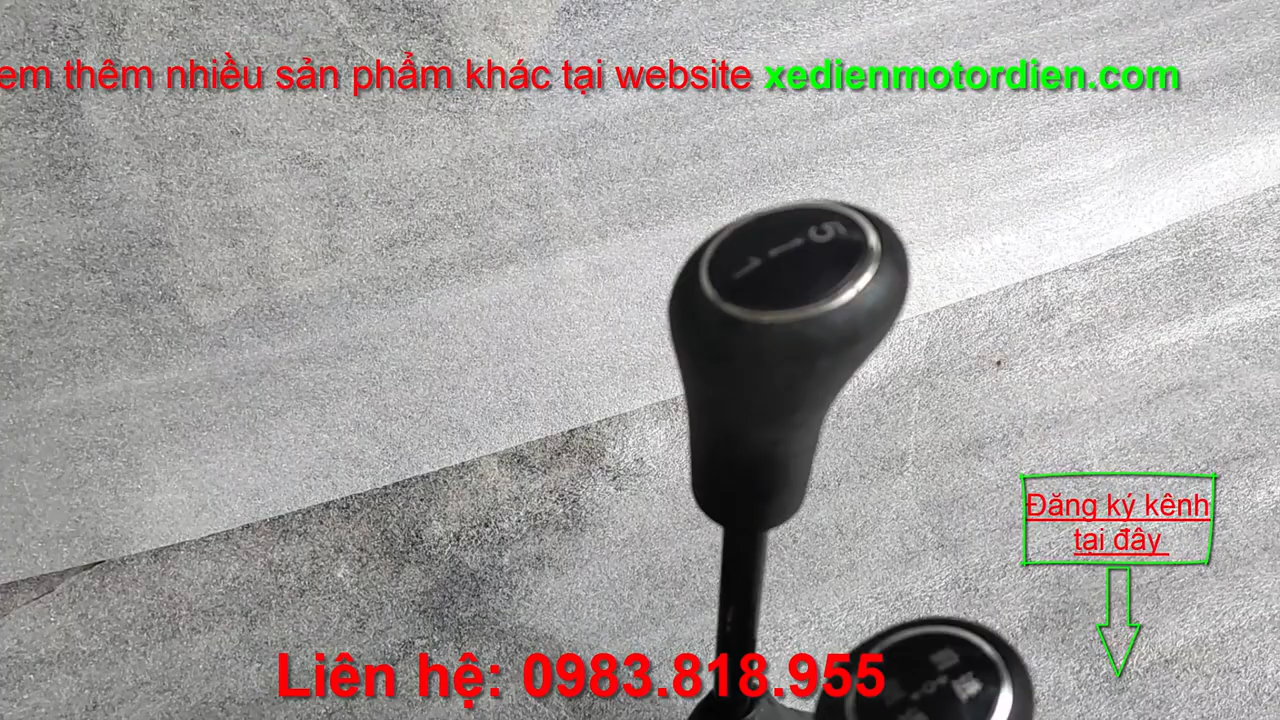 em thêm nhiều sản phẩm khác tại website xedienmotordien.com
5
1
Đăng ký kênh
tại đây
Liên hệ: 0983.818.955